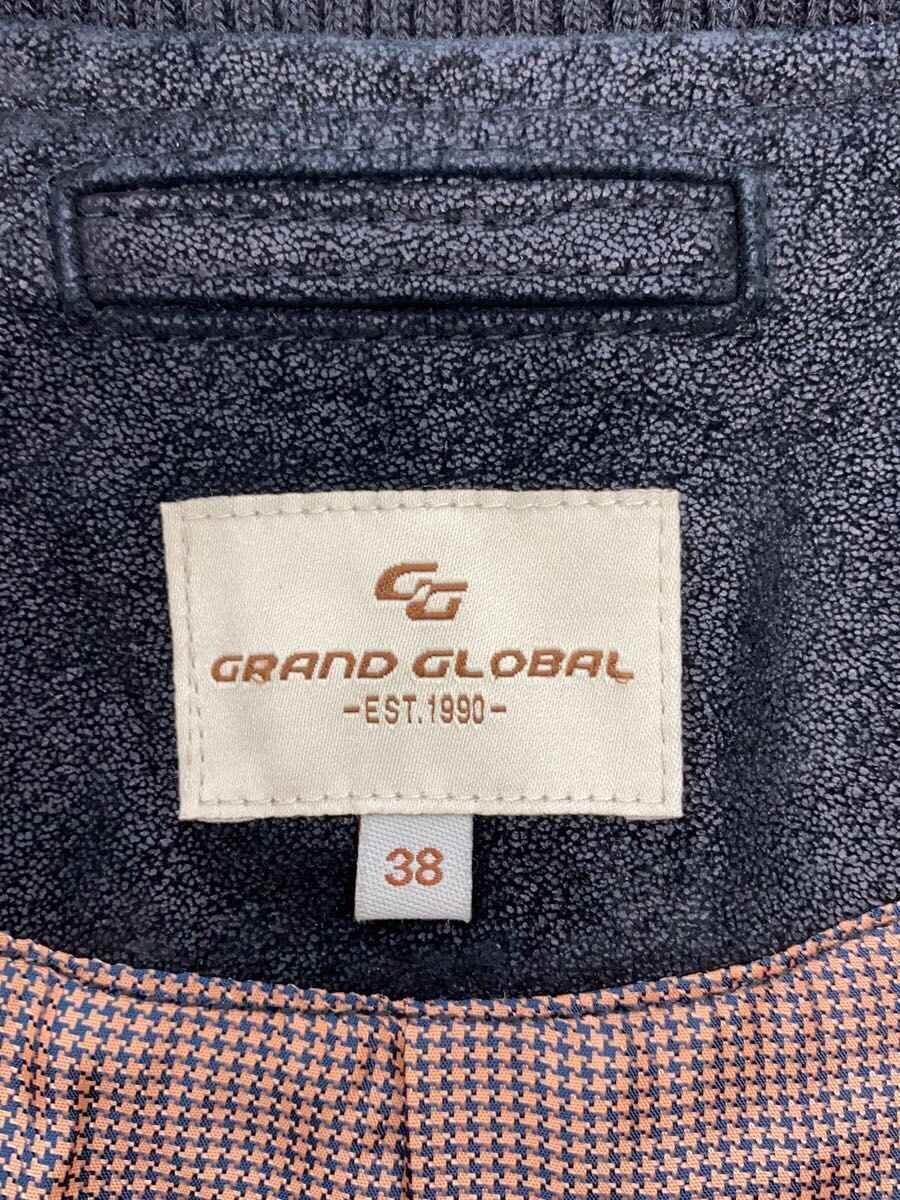 GG
GRAND GLOBAL
-EST.1990-
38